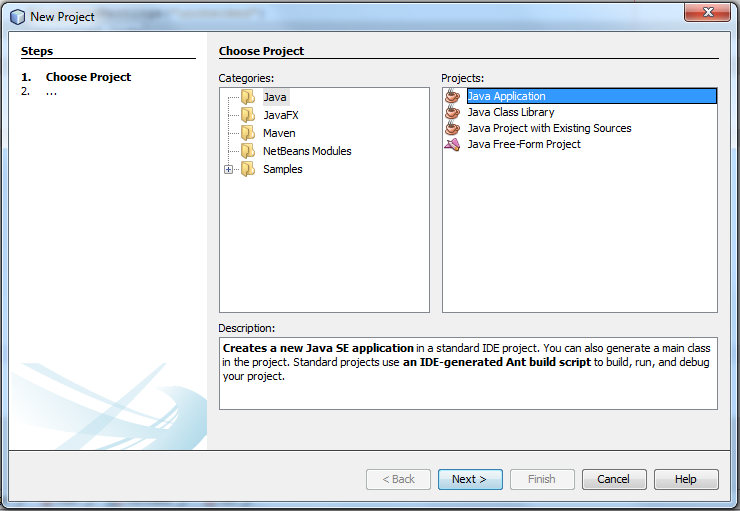 New Project
Steps
1. Choose Project
2. ...
Choose Project
Categories:
Java
JavaFX
Maven
NetBeans Modules
Samples
Projects:
Java Application
Java Class Library
Java Project with Existing Sources
Java Free-Form Project
Description:
Creates a new Java SE application in a standard IDE project. You can also generate a main class
in the project. Standard projects use an IDE-generated Ant build script to build, run, and debug
your project.
< Back
Next >
Finish
Cancel
Help